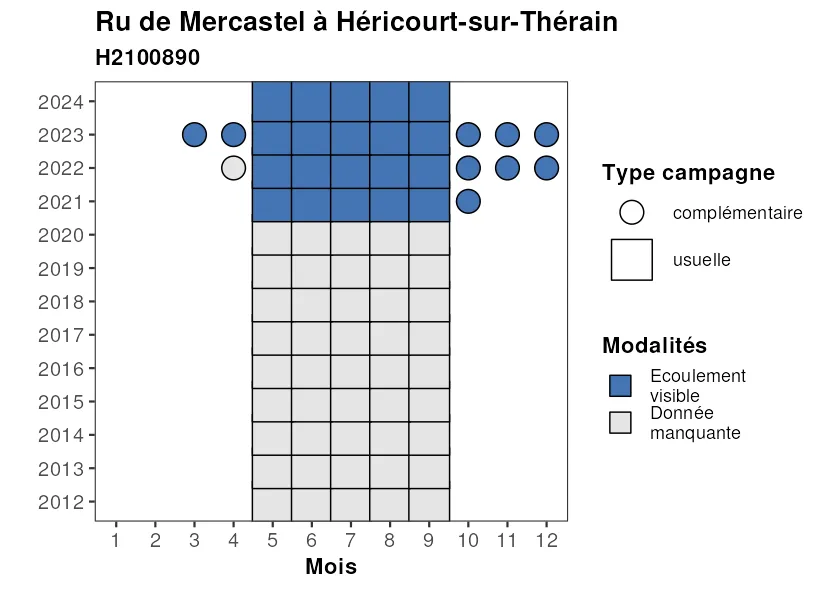 Ru de Mercastel à Héricourt-sur-Thérain
H2100890
2024
2023
2022
2021
2020
2019
2018
2017
2016
2015
2014
2013
2012
1 2 3 4 5 6 7 8 9 10 11 12
Mois
Type campagne
complémentaire
usuelle
Modalités
Ecoulement
visible
Donnée
manquante